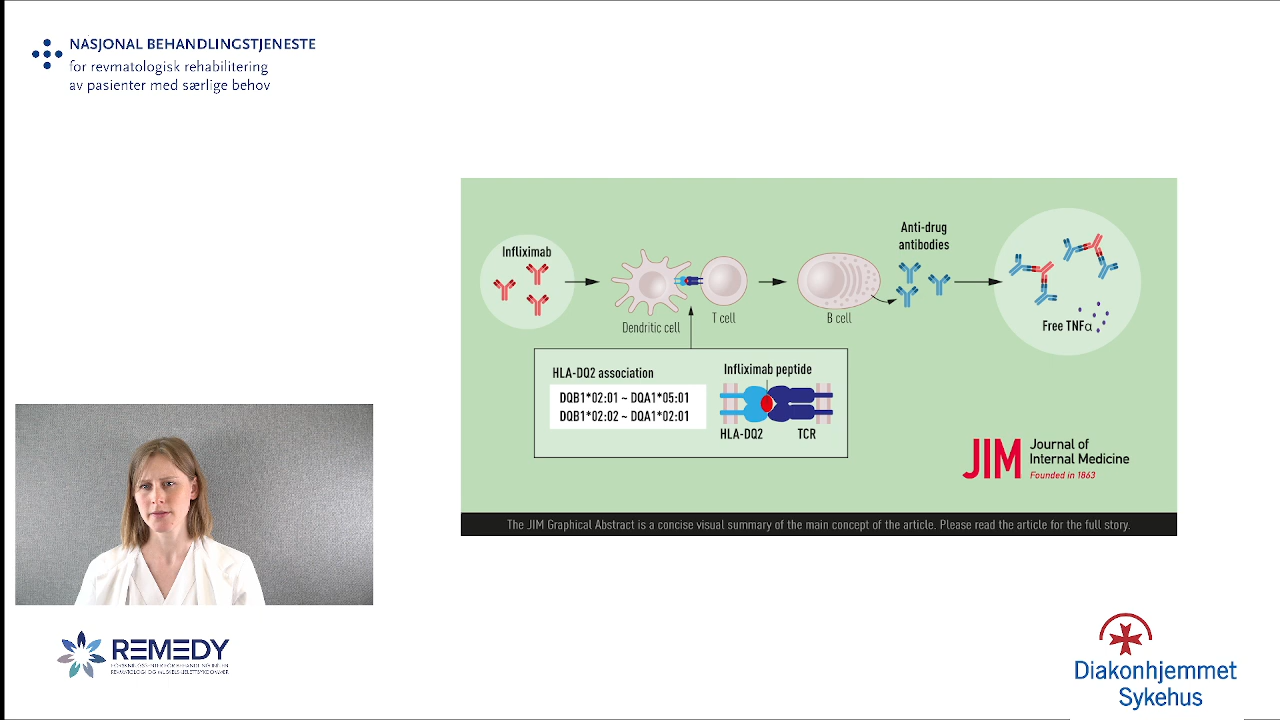 NASJONAL BEHANDLINGSTJENESTE
for revmatologisk rehabilitering
av pasienter med særlige behov
Infliximab
Dendritic cell
T cell
B cell
Anti-drug
antibodies
Free TNFα
HLA-DQ2 association
DQB1*02:01 ~ DQA1*05:01
DQB1*02:02 ~ DQA1*02:01
Infliximab peptide
HLA-DQ2
TCR
JIM
Journal of
Internal Medicine
Founded in 1863
The JIM Graphical Abstract is a concise visual summary of the main concept of the article. Please read the article for the full story.
REMEDY
Diakonhjemmet
Sykehus